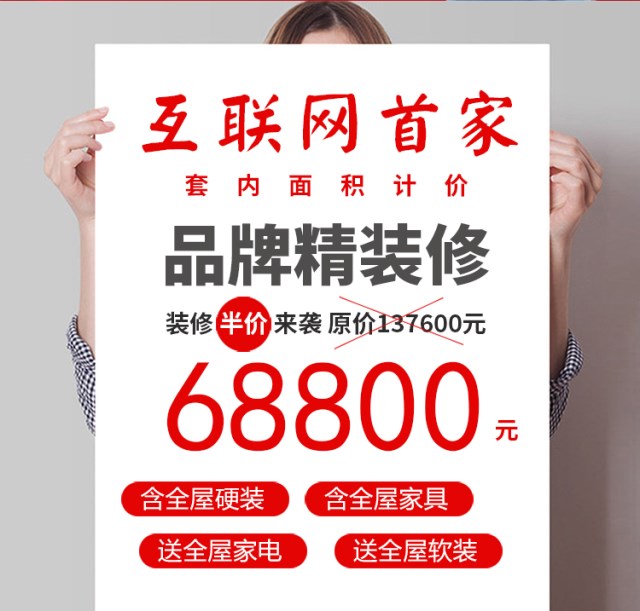 互联网首家
套内面积计价
品牌精装修
装修半价来袭 原价137600元
68800元
含全屋硬装 含全屋家具
送全屋家电 送全屋软装